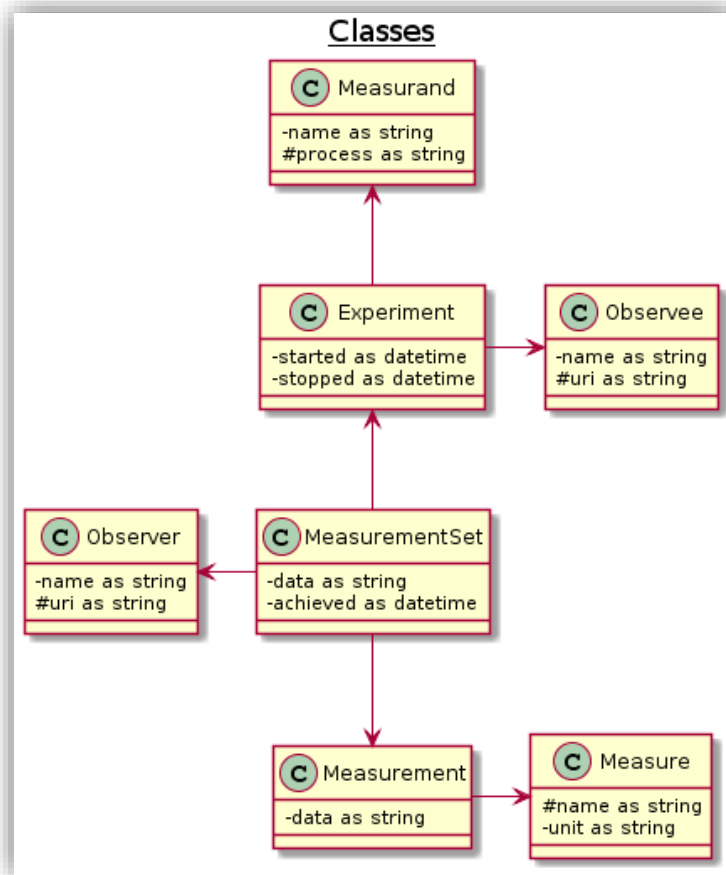 Classes
C Measurand
-name as string
#process as string
C Experiment
-started as datetime
-stopped as datetime
C Observee
-name as string
#uri as string
C Observer
-name as string
#uri as string
C MeasurementSet
-data as string
-achieved as datetime
C Measurement
-data as string
C Measure
#name as string
-unit as string